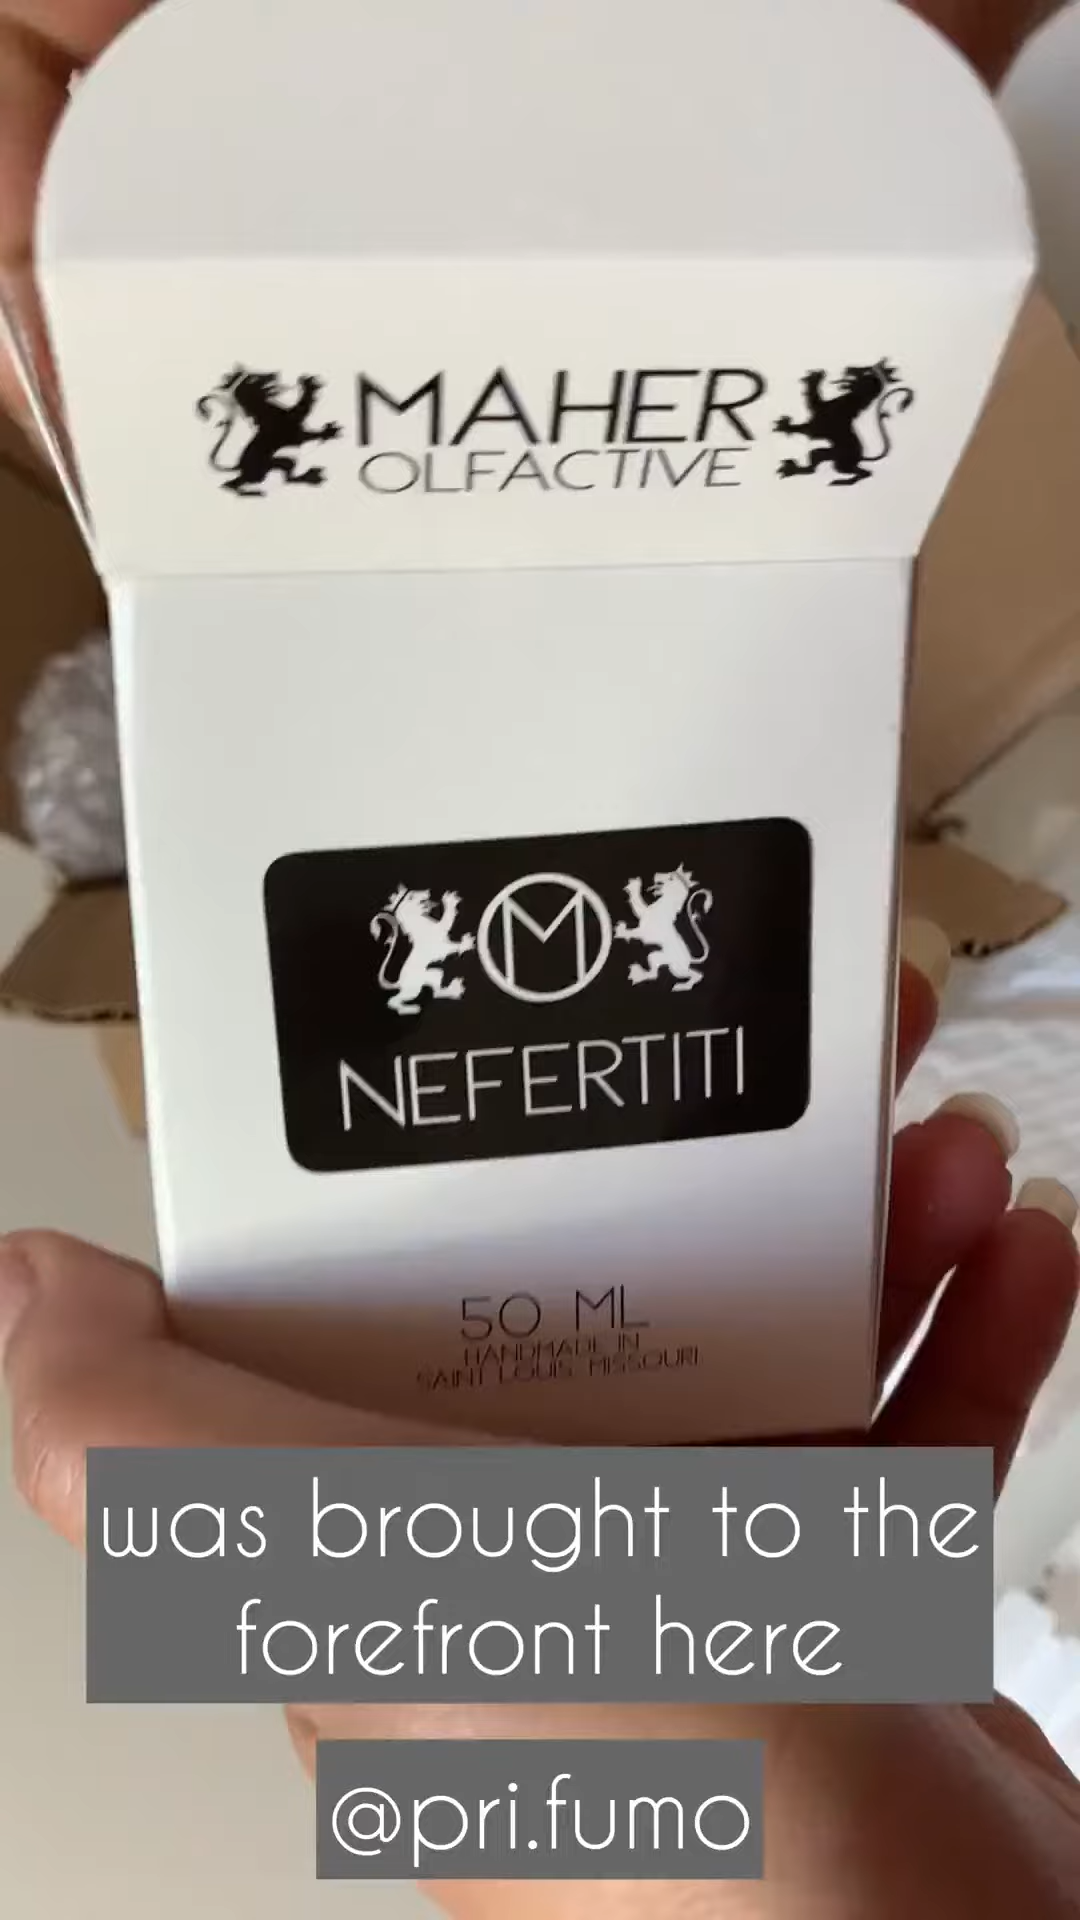 MAHER
OLFACTIVE
M
NEFERTITI
50 ML
HANDMADE IN
SAINT LOUIS, MISSOURI
was brought to the
forefront here
@pri.fumo